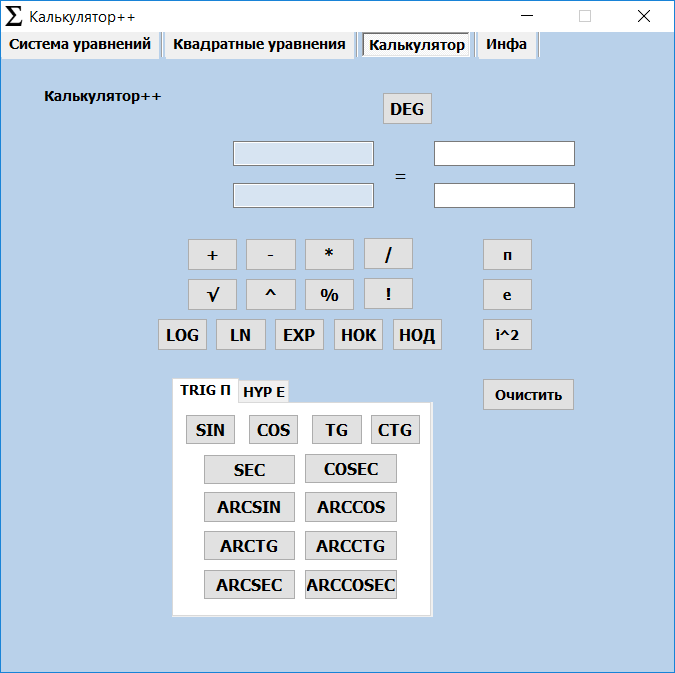 Калькулятор++
Система уравнений Квадратные уравнения Калькулятор Инфа
Калькулятор++
DEG
=
+ - * / п
√ ^ % ! е
LOG LN EXP НОК НОД i^2
TRIG П HYP E
Очистить
SIN COS TG CTG
SEC COSEC
ARCSIN ARCCOS
ARCTG ARCCTG
ARCSEC ARCCOSEC